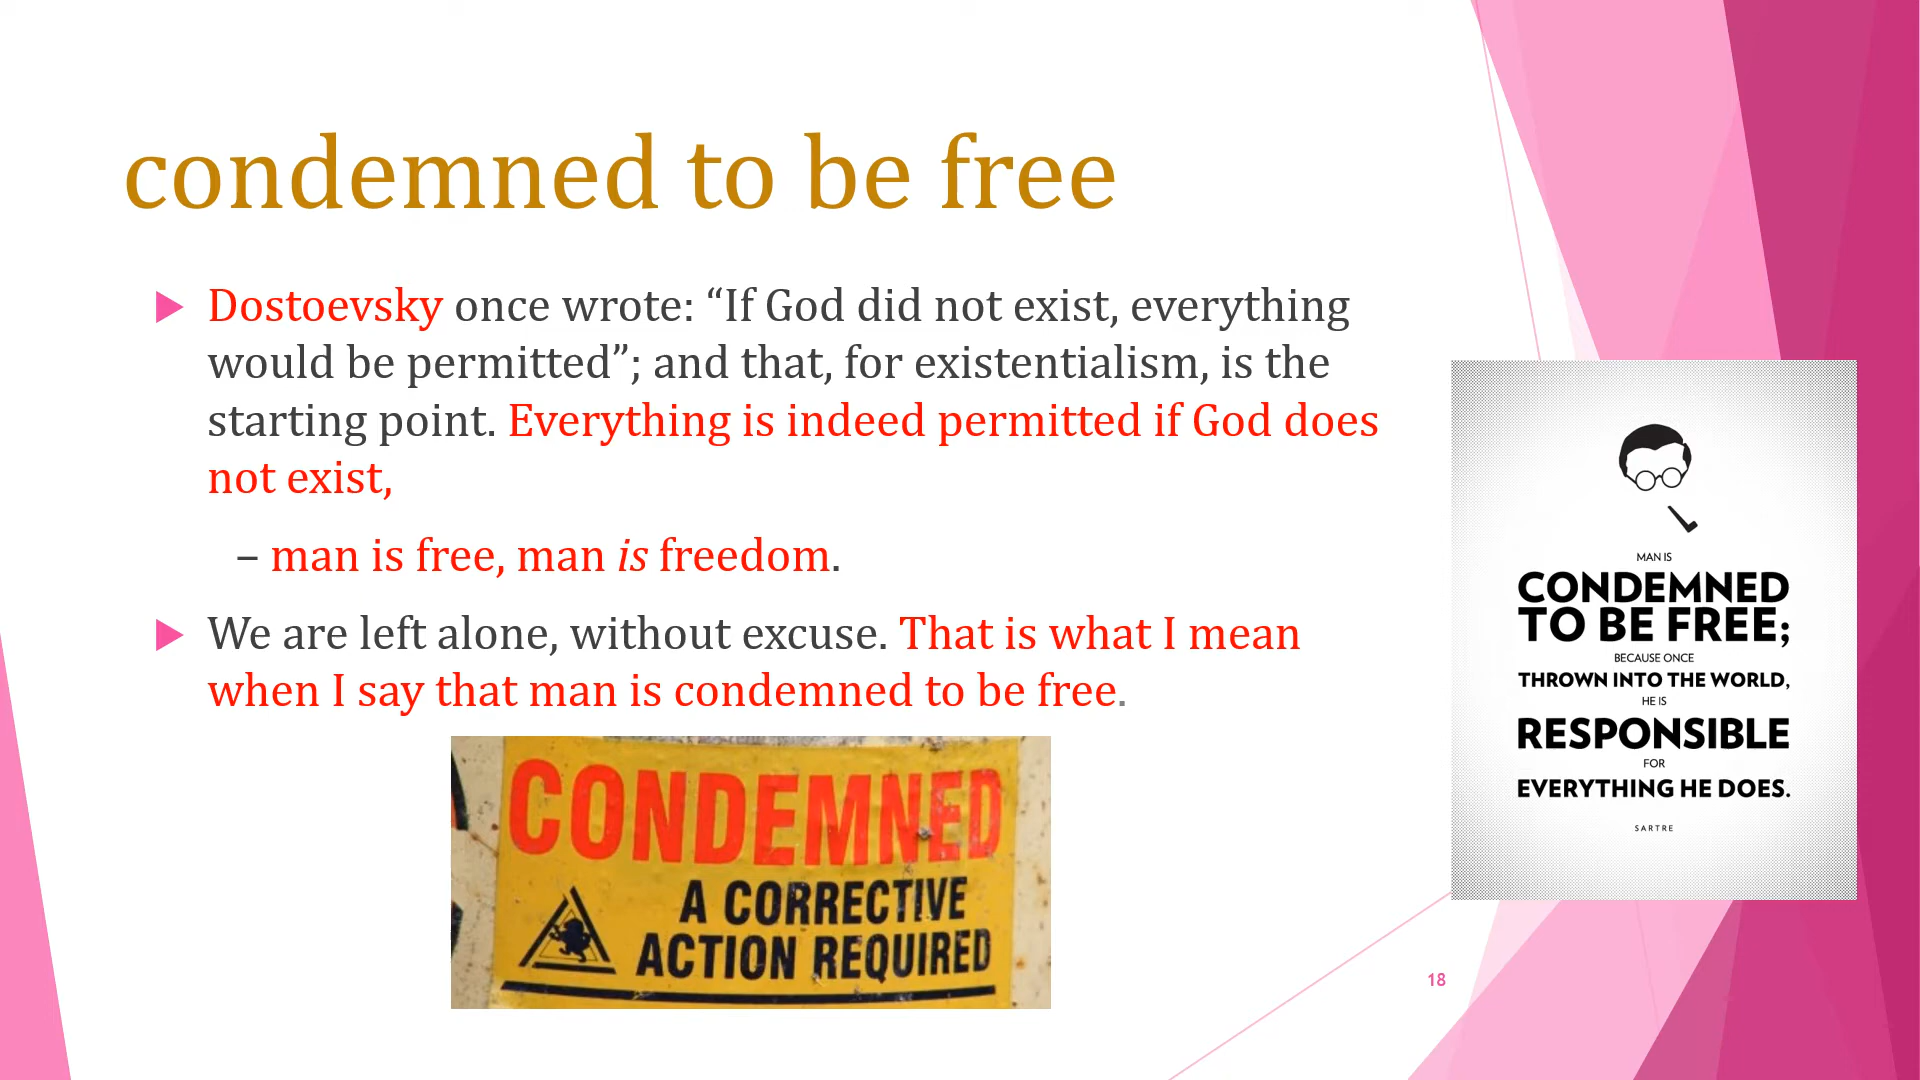 condemned to be free
Dostoevsky once wrote: “If God did not exist, everything
would be permitted”; and that, for existentialism, is the
starting point. Everything is indeed permitted if God does
not exist,
– man is free, man is freedom.
We are left alone, without excuse. That is what I mean
when I say that man is condemned to be free.
CONDEMNED
A CORRECTIVE
ACTION REQUIRED
MAN IS
CONDEMNED
TO BE FREE;
BECAUSE ONCE
THROWN INTO THE WORLD,
HE IS
RESPONSIBLE
FOR
EVERYTHING HE DOES.
SARTRE
18